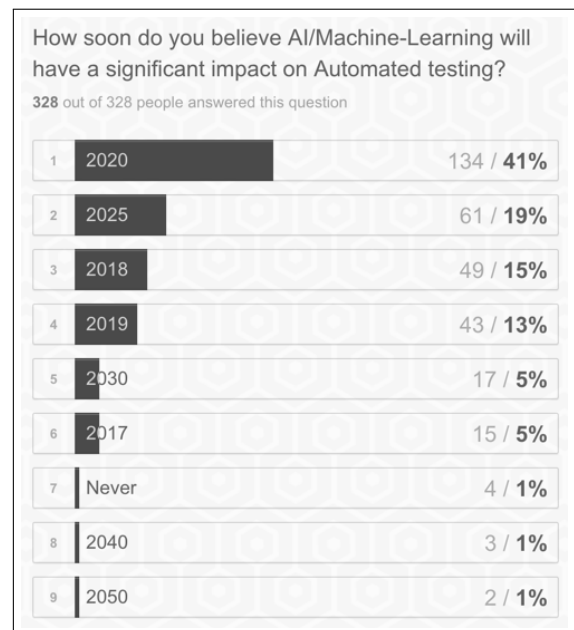 How soon do you believe AI/Machine-Learning will
have a significant impact on Automated testing?
328 out of 328 people answered this question
1 2020 134 / 41%
2 2025 61 / 19%
3 2018 49 / 15%
4 2019 43 / 13%
5 2030 17 / 5%
6 2017 15 / 5%
7 Never 4 / 1%
8 2040 3 / 1%
9 2050 2 / 1%